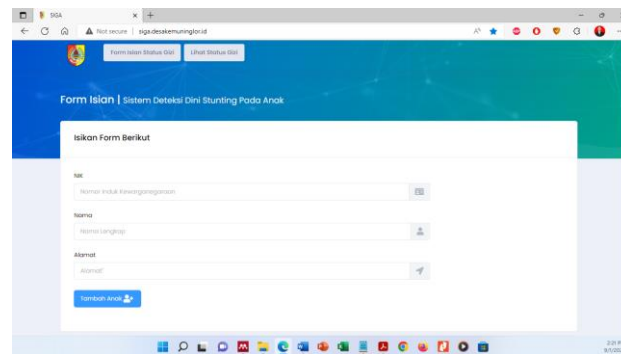 SIGA
Not secure | siga.desakemuninglor.id
Form Isian Status Gizi
Lihat Status Gizi
Form Isian | Sistem Deteksi Dini Stunting Pada Anak
Isikan Form Berikut
NIK
Nomor Induk Kewarganegaraan
Nama
Nama Lengkap
Alamat
Alamat
Tambah Anak